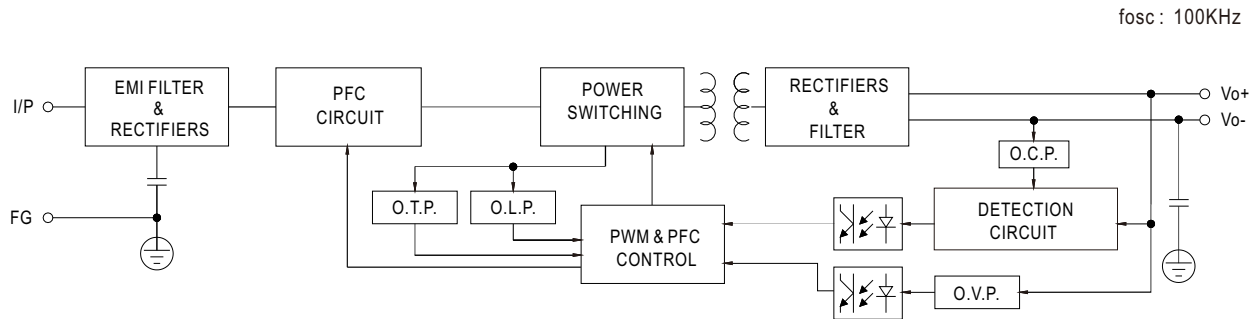 fosc : 100KHz
I/P
EMI FILTER
&
RECTIFIERS
PFC
CIRCUIT
POWER
SWITCHING
RECTIFIERS
&
FILTER
Vo+
Vo-
O.C.P.
FG
O.T.P.
O.L.P.
PWM & PFC
CONTROL
DETECTION
CIRCUIT
O.V.P.